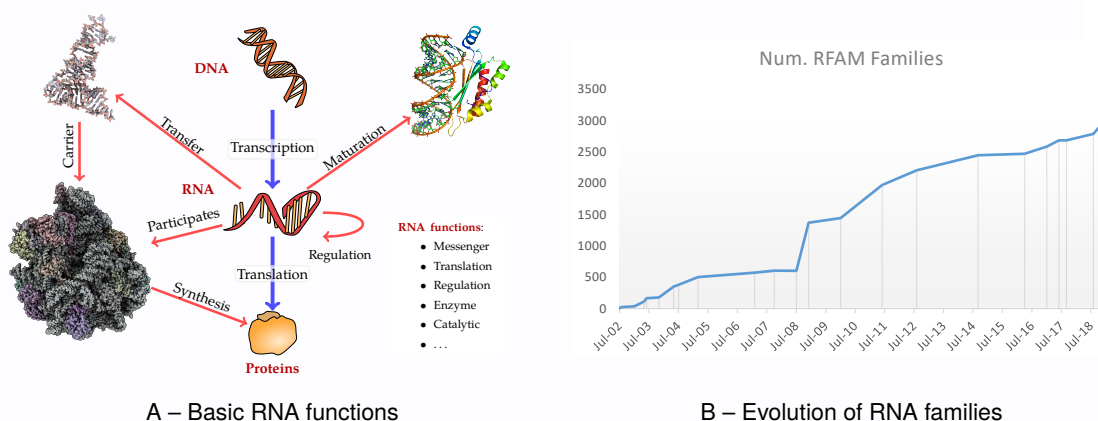 DNA
Transfer
Carrier
Transcription
Maturation
RNA
Participates
Regulation
Translation
Synthesis
Proteins
RNA functions:
• Messenger
• Translation
• Regulation
• Enzyme
• Catalytic
• . . .
A – Basic RNA functions
Num. RFAM Families
3500
3000
2500
2000
1500
1000
500
0
Jul-02
Jul-03
Jul-04
Jul-05
Jul-06
Jul-07
Jul-08
Jul-09
Jul-10
Jul-11
Jul-12
Jul-13
Jul-14
Jul-15
Jul-16
Jul-17
Jul-18
B – Evolution of RNA families